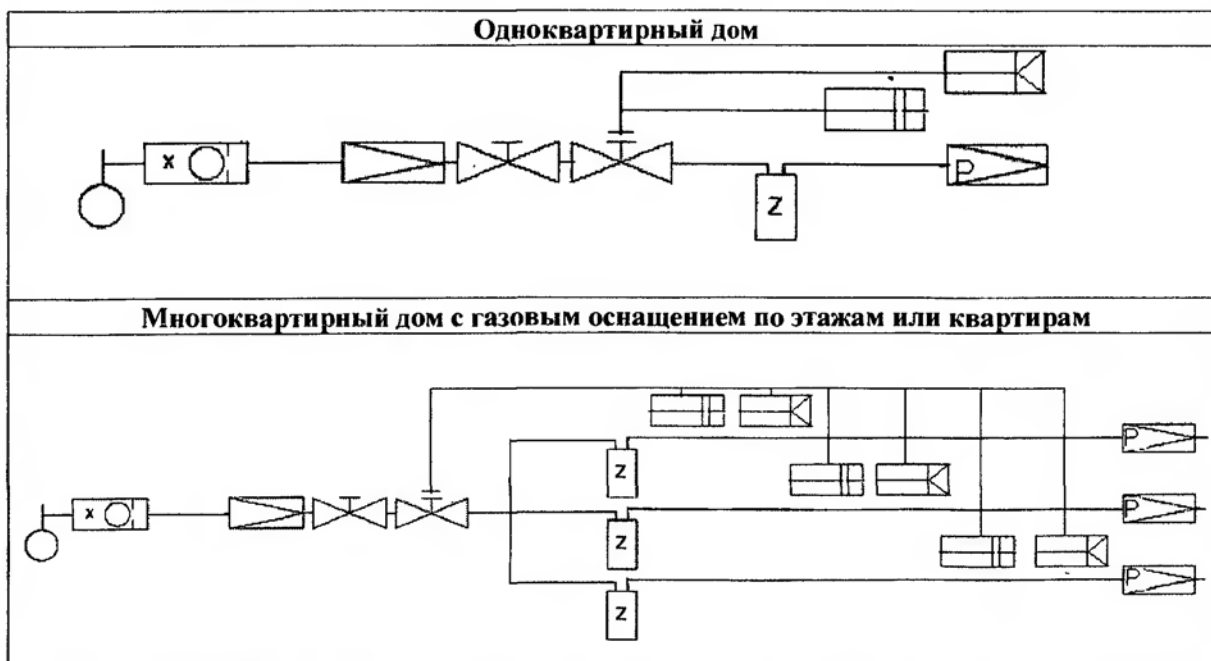 Одноквартирный дом
x
P
Z
Многоквартирный дом с газовым оснащением по этажам или квартирам
P
Z
x
P
Z
P
Z